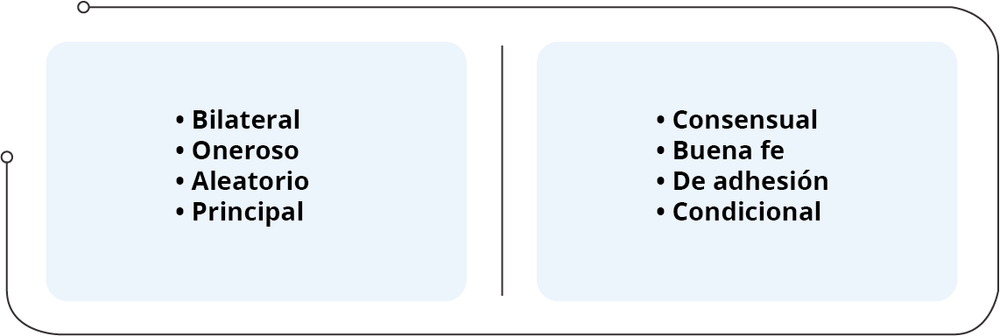 • Bilateral
• Oneroso
• Aleatorio
• Principal
• Consensual
• Buena fe
• De adhesión
• Condicional